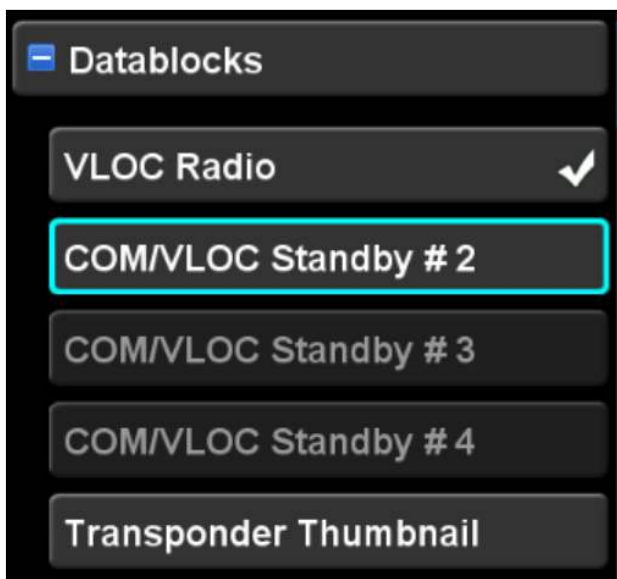 Datablocks
VLOC Radio
COM/VLOC Standby # 2
COM/VLOC Standby # 3
COM/VLOC Standby # 4
Transponder Thumbnail